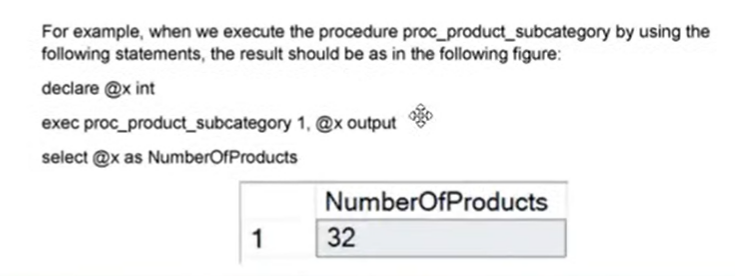 For example, when we execute the procedure proc_product_subcategory by using the
following statements, the result should be as in the following figure:
declare @x int
exec proc_product_subcategory 1, @x output
select @x as NumberOfProducts
NumberOfProducts
1 32